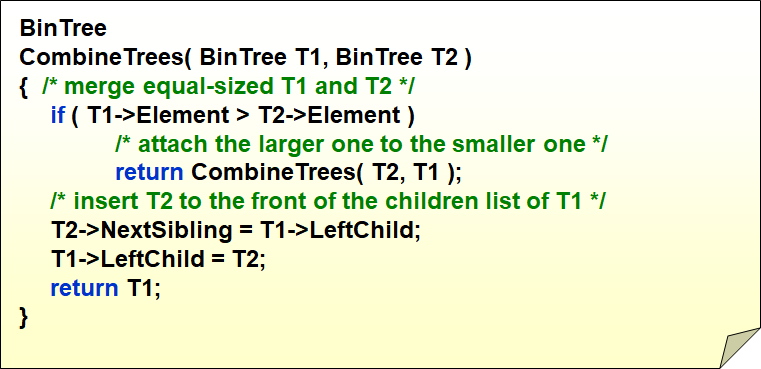 BinTree
CombineTrees( BinTree T1, BinTree T2 )
{  /* merge equal-sized T1 and T2 */
if ( T1->Element > T2->Element )
/* attach the larger one to the smaller one */
return CombineTrees( T2, T1 );
/* insert T2 to the front of the children list of T1 */
T2->NextSibling = T1->LeftChild;
T1->LeftChild = T2;
return T1;
}